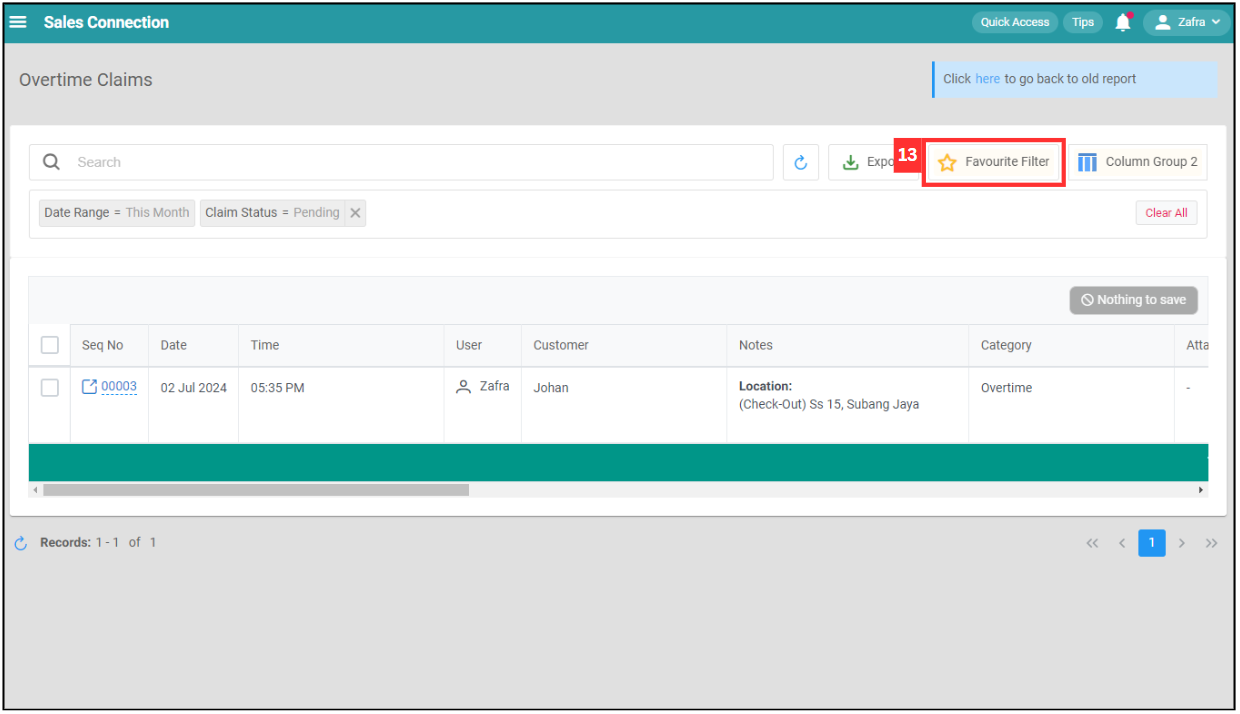 Sales Connection
Quick Access
Tips
Zafra
Overtime Claims
Click here to go back to old report
Search
Expo
13
Favourite Filter
Column Group 2
Date Range = This Month
Claim Status = Pending
Clear All
Nothing to save
Seq No Date Time User Customer Notes Category Atta
00003 02 Jul 2024 05:35 PM Zafra Johan Location: Overtime -
(Check-Out) Ss 15, Subang Jaya
Records: 1 - 1 of 1
1